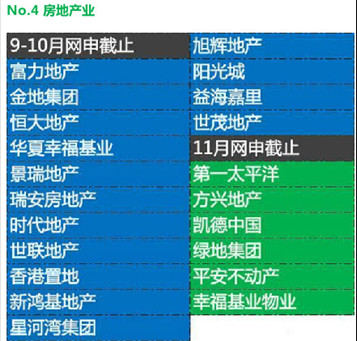 No.4 房地产业
9-10月网申截止
富力地产
金地集团
恒大地产
华夏幸福基业
景瑞地产
瑞安房地产
时代地产
世联地产
香港置地
新鸿基地产
星河湾集团
旭辉地产
阳光城
益海嘉里
世茂地产
11月网申截止
第一太平洋
方兴地产
凯德中国
绿地集团
平安不动产
幸福基业物业